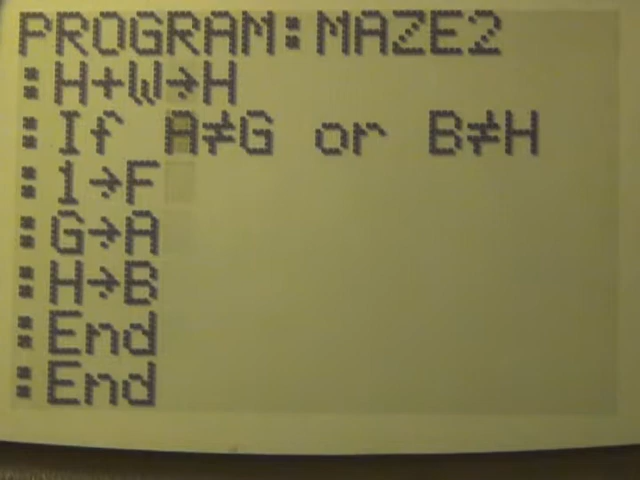 PROGRAM:MAZE2
:H+W→H
:If A≠G or B≠H
:1→F
:G→A
:H→B
:End
:End